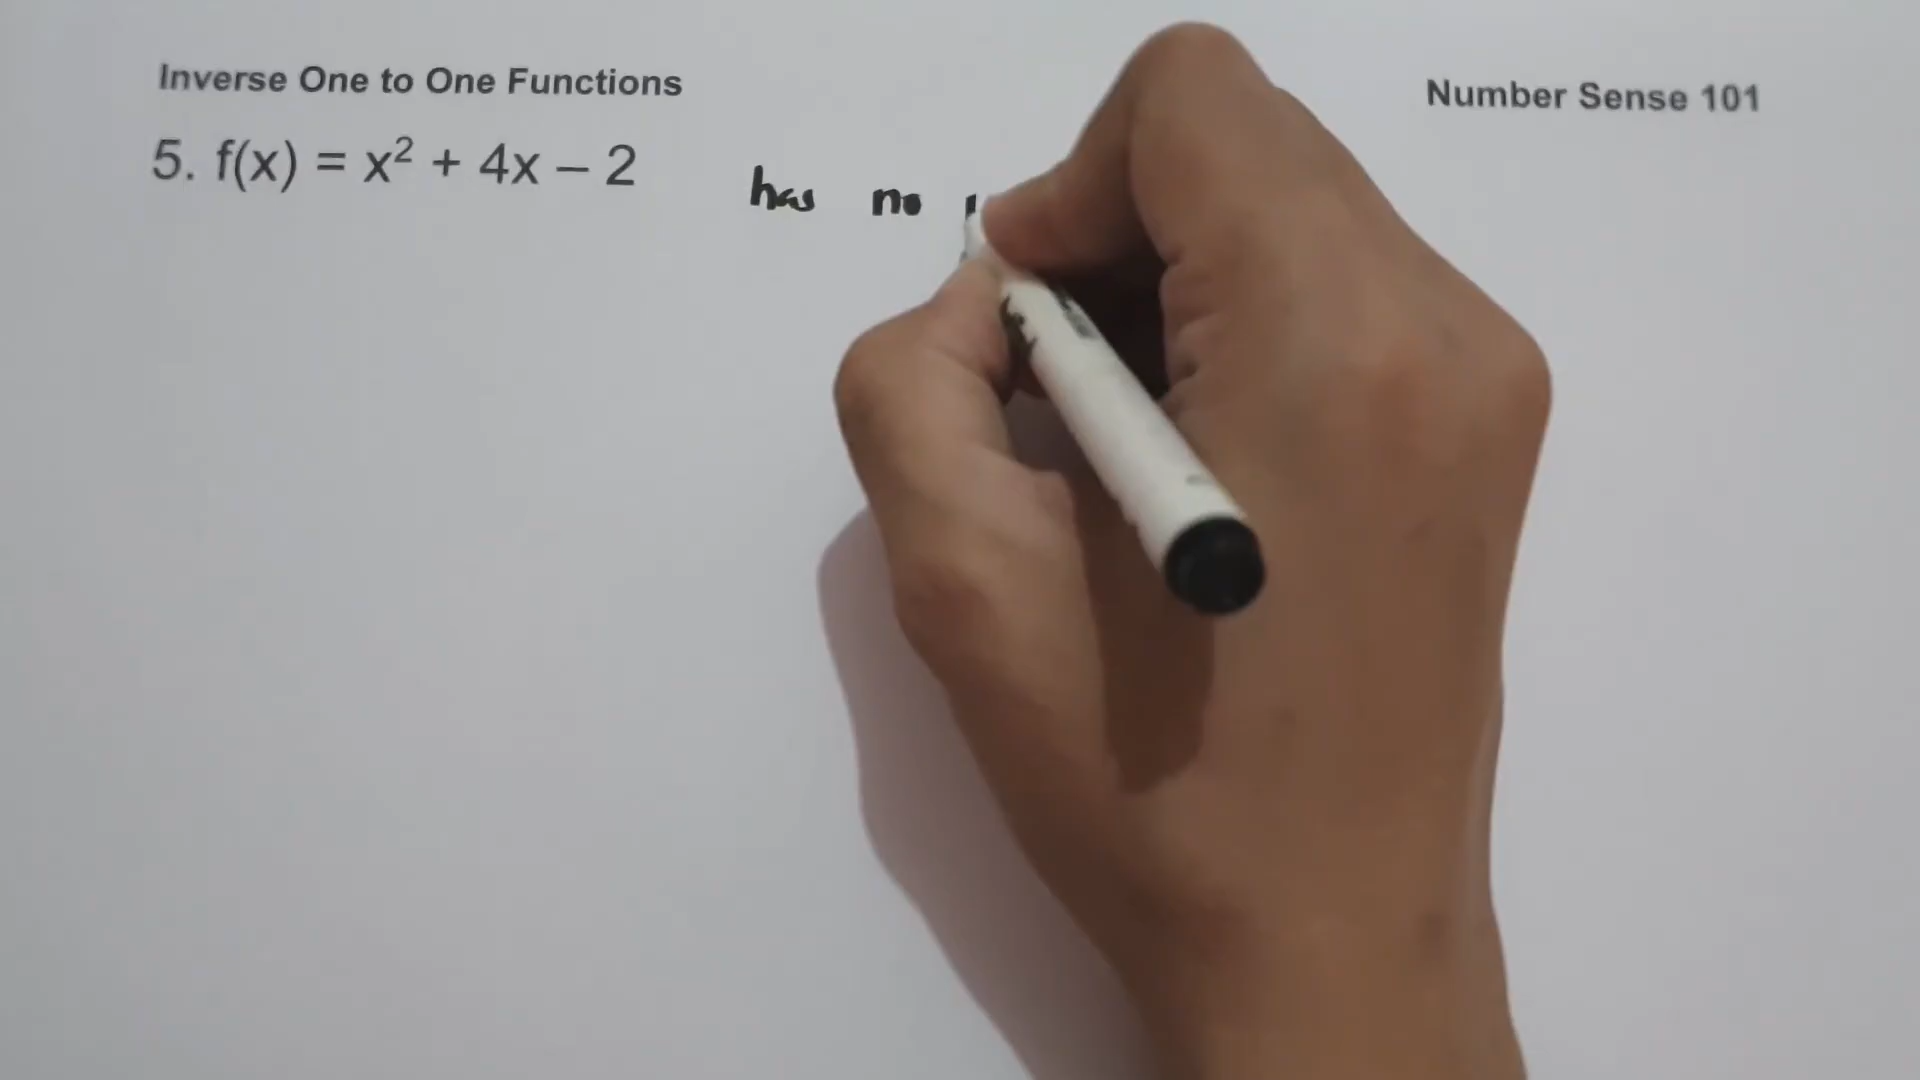 Inverse One to One Functions
Number Sense 101
5. f(x) = x² + 4x – 2 has no